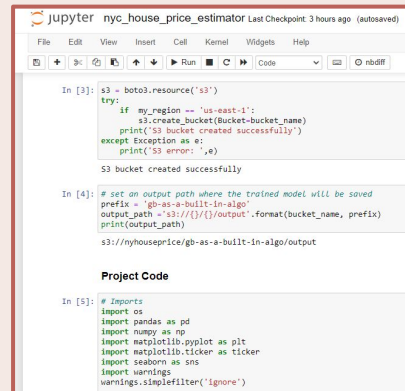 jupyter nyc_house_price_estimator Last Checkpoint: 3 hours ago (autosaved)
File Edit View Insert Cell Kernel Widgets Help
Run Code nbdiff
In [3]: s3 = boto3.resource('s3')
try:
    if my_region == 'us-east-1':
        s3.create_bucket(Bucket=bucket_name)
    print('S3 bucket created successfully')
except Exception as e:
    print('S3 error: ',e)
S3 bucket created successfully
In [4]: # set an output path where the trained model will be saved
prefix = 'gb-as-a-built-in-algo'
output_path ='s3://{}/{}/output'.format(bucket_name, prefix)
print(output_path)
s3://nyhouseprice/gb-as-a-built-in-algo/output
Project Code
In [5]: # Imports
import os
import pandas as pd
import numpy as np
import matplotlib.pyplot as plt
import matplotlib.ticker as ticker
import seaborn as sns
import warnings
warnings.simplefilter('ignore')